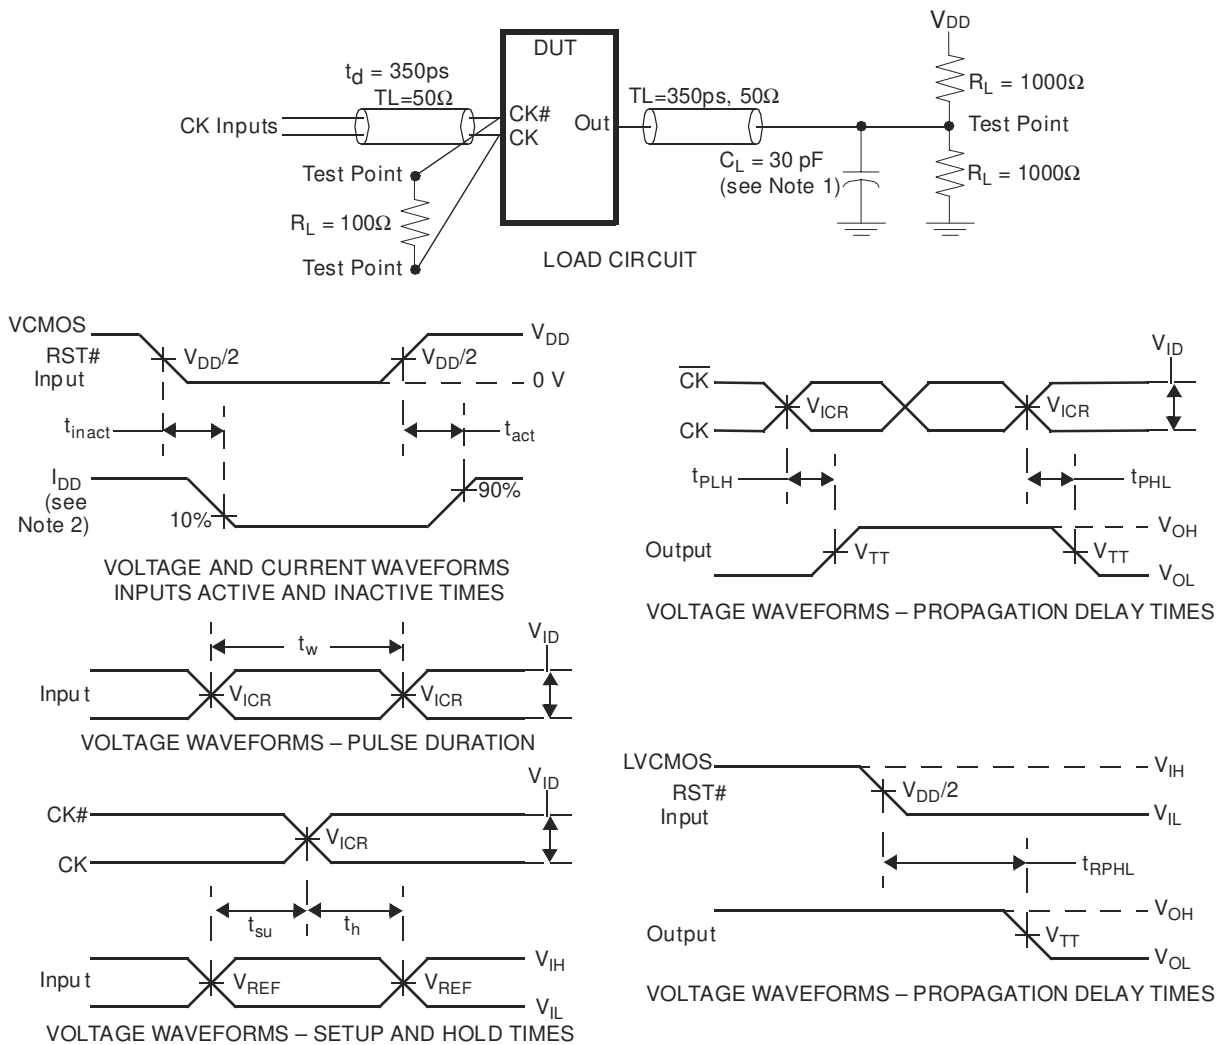 V_DD
DUT
t_d = 350ps
TL=50Ω
CK Inputs
CK#
CK
Out
TL=350ps, 50Ω
R_L = 1000Ω
Test Point
C_L = 30 pF
(see Note 1)
R_L = 1000Ω
Test Point
R_L = 100Ω
Test Point
LOAD CIRCUIT
VCMOS
RST#
Input
V_DD/2
V_DD/2
V_DD
0 V
t_inact
t_act
I_DD
(see
Note 2)
10%
90%
VOLTAGE AND CURRENT WAVEFORMS
INPUTS ACTIVE AND INACTIVE TIMES
V_ID
C̅K̅
CK
V_ICR
V_ICR
t_PLH
t_PHL
Output
V_TT
V_TT
V_OH
V_OL
VOLTAGE WAVEFORMS – PROPAGATION DELAY TIMES
t_w
V_ID
Input
V_ICR
V_ICR
VOLTAGE WAVEFORMS – PULSE DURATION
V_ID
CK#
CK
V_ICR
t_su
t_h
Input
V_REF
V_REF
V_IH
V_IL
VOLTAGE WAVEFORMS – SETUP AND HOLD TIMES
LVCMOS
RST#
Input
V_DD/2
V_IH
V_IL
t_RPHL
Output
V_TT
V_OH
V_OL
VOLTAGE WAVEFORMS – PROPAGATION DELAY TIMES